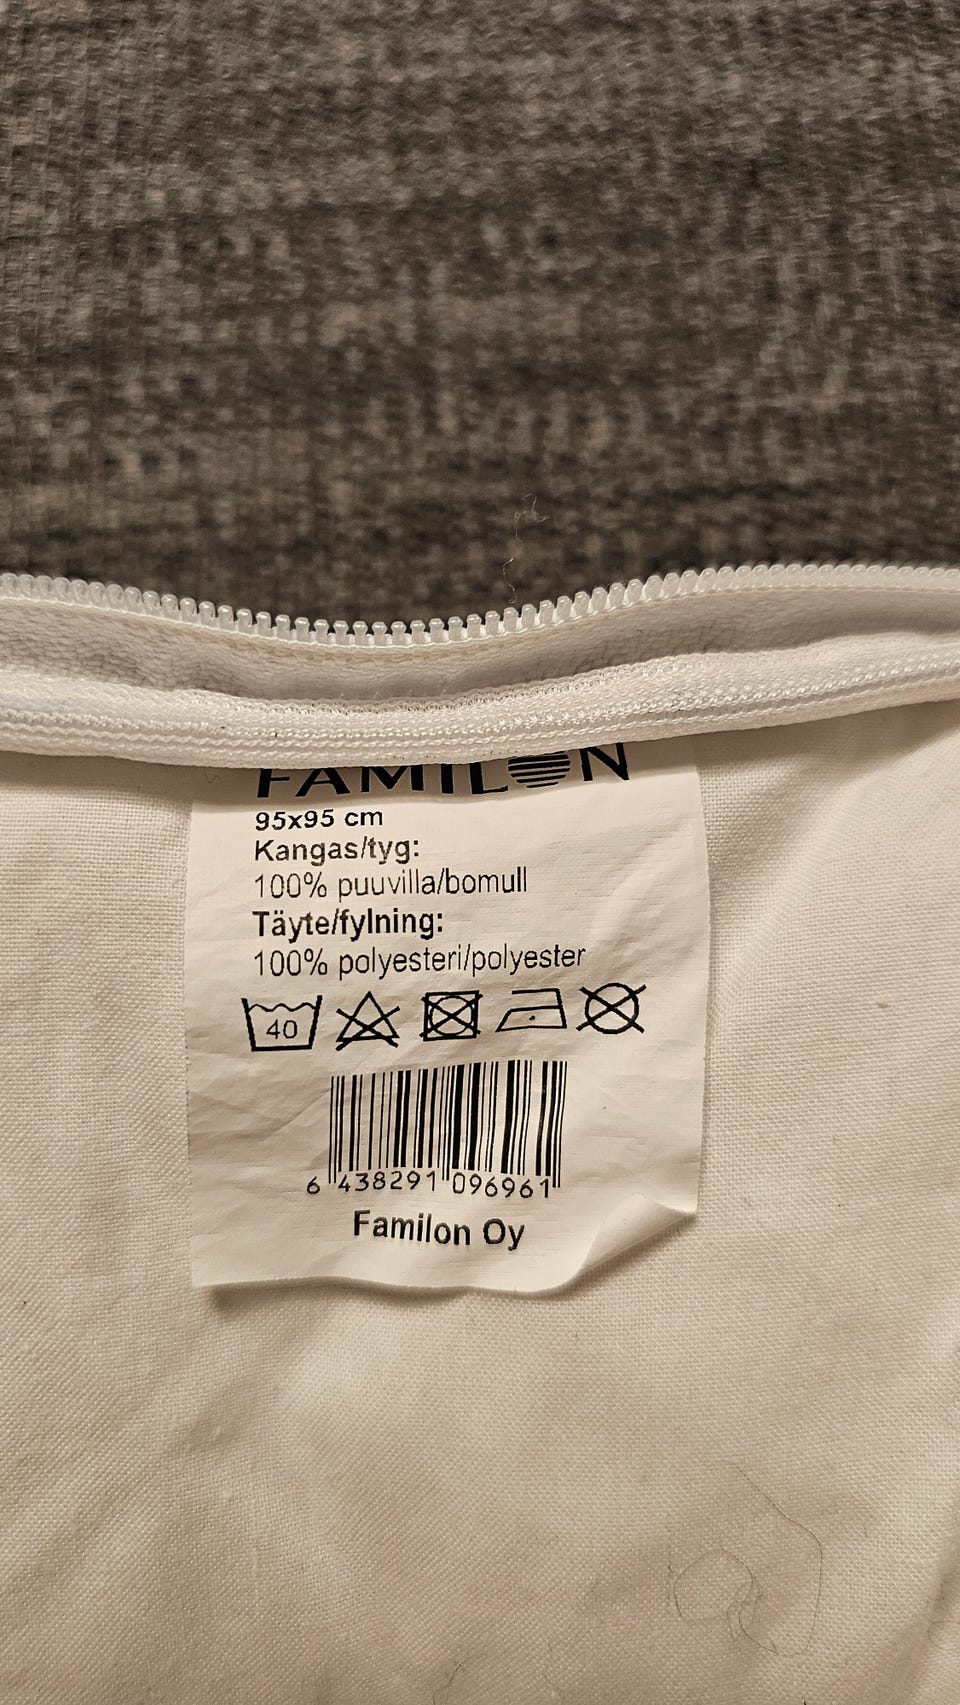 FAMILON
95x95 cm
Kangas/tyg:
100% puuvilla/bomull
Täyte/fylning:
100% polyesteri/polyester
40
6 438291 096961
Familon Oy